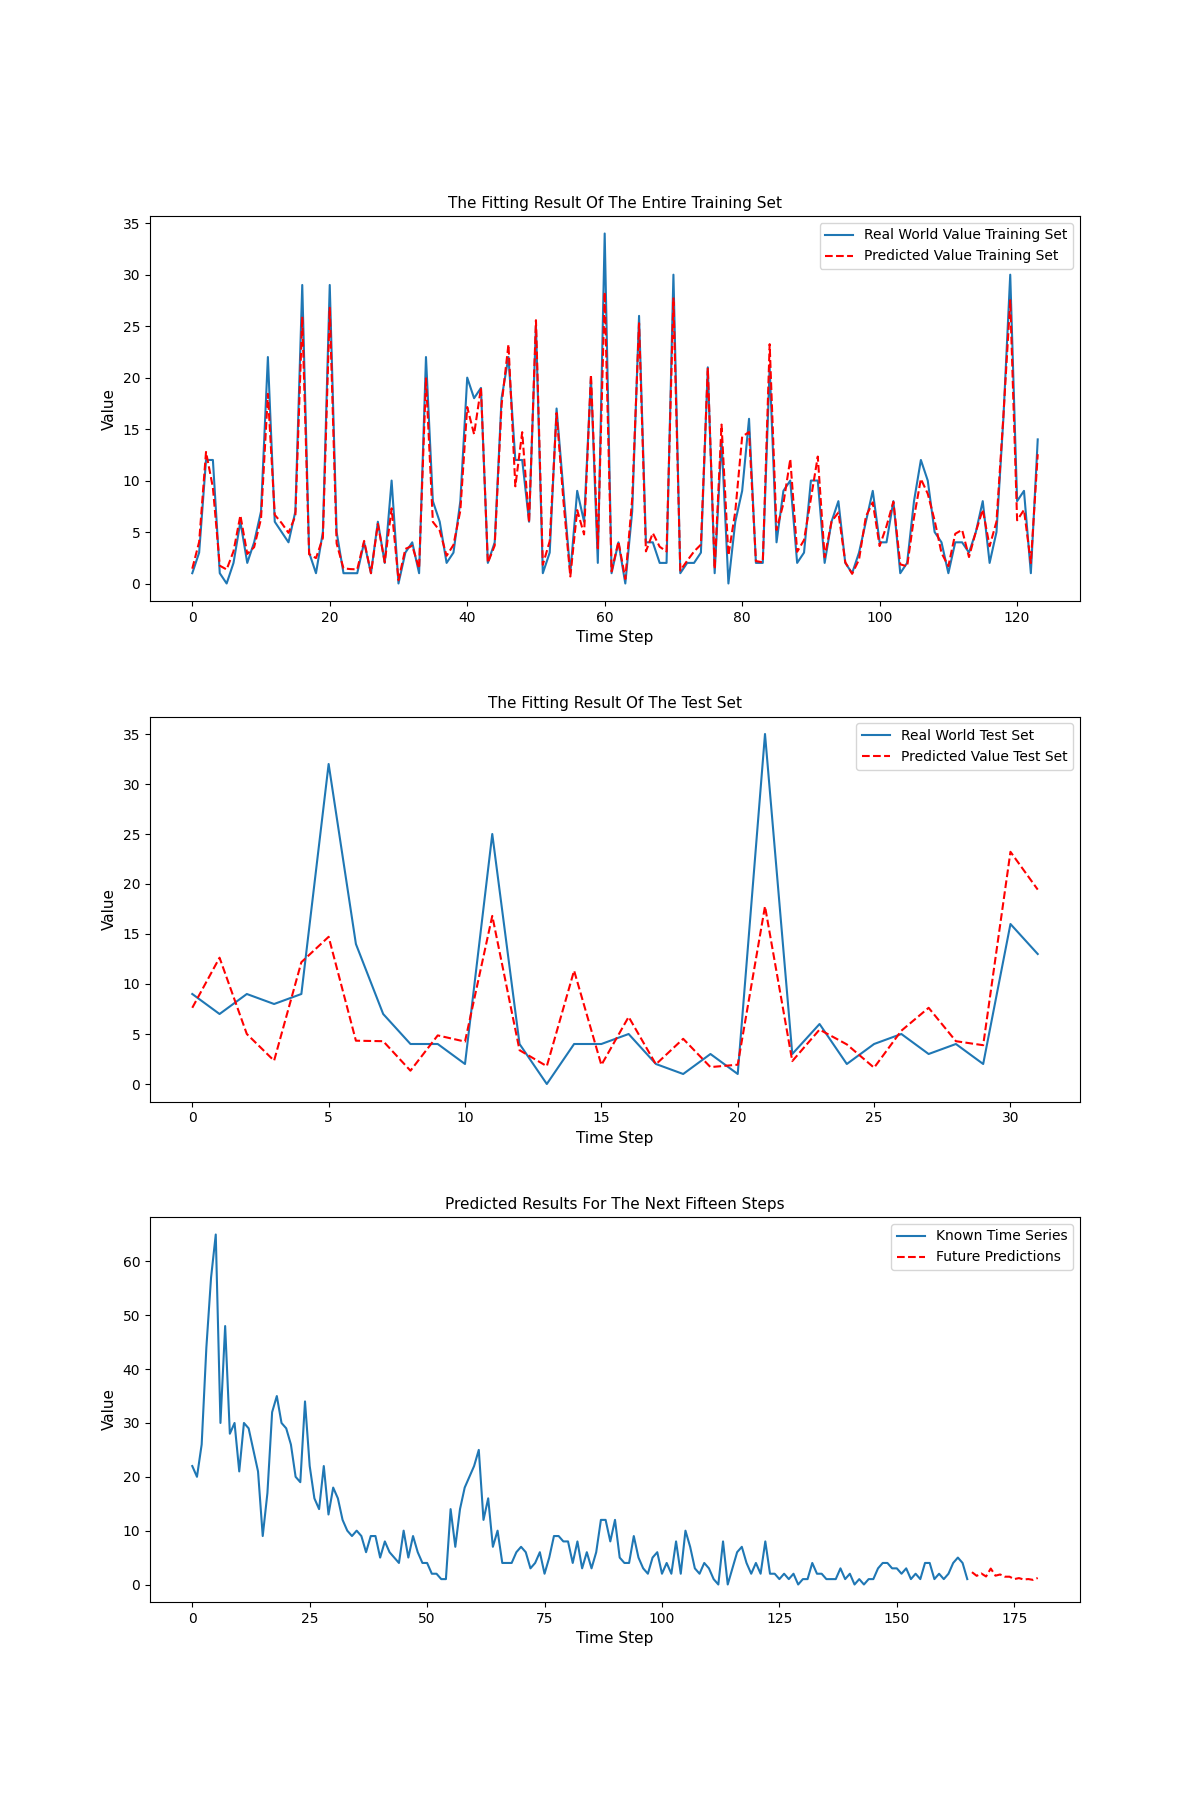 The Fitting Result Of The Entire Training Set
Real World Value Training Set
Predicted Value Training Set
35
30
25
20
15
10
5
0
Value
0 20 40 60 80 100 120
Time Step
The Fitting Result Of The Test Set
Real World Test Set
Predicted Value Test Set
35
30
25
20
15
10
5
0
Value
0 5 10 15 20 25 30
Time Step
Predicted Results For The Next Fifteen Steps
Known Time Series
Future Predictions
60
50
40
30
20
10
0
Value
0 25 50 75 100 125 150 175
Time Step